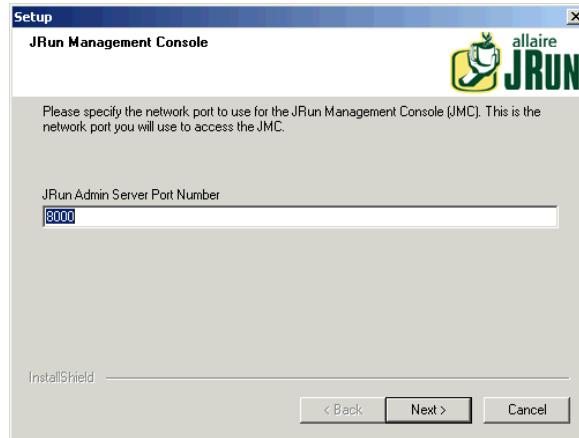 Setup
JRun Management Console
allaire
JRUN
Please specify the network port to use for the JRun Management Console (JMC). This is the
network port you will use to access the JMC.
JRun Admin Server Port Number
8000
InstallShield
< Back
Next >
Cancel